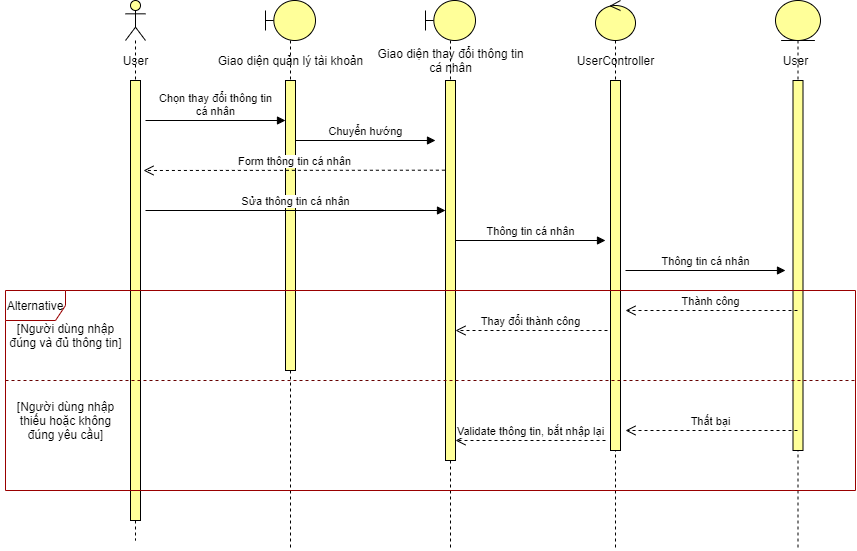 User
Giao diện quản lý tài khoản
Giao diện thay đổi thông tin
cá nhân
UserController
User
Chọn thay đổi thông tin
cá nhân
Chuyển hướng
Form thông tin cá nhân
Sửa thông tin cá nhân
Thông tin cá nhân
Thông tin cá nhân
Alternative
[Người dùng nhập
đúng và đủ thông tin]
Thành công
Thay đổi thành công
[Người dùng nhập
thiếu hoặc không
đúng yêu cầu]
Thất bại
Validate thông tin, bắt nhập lại